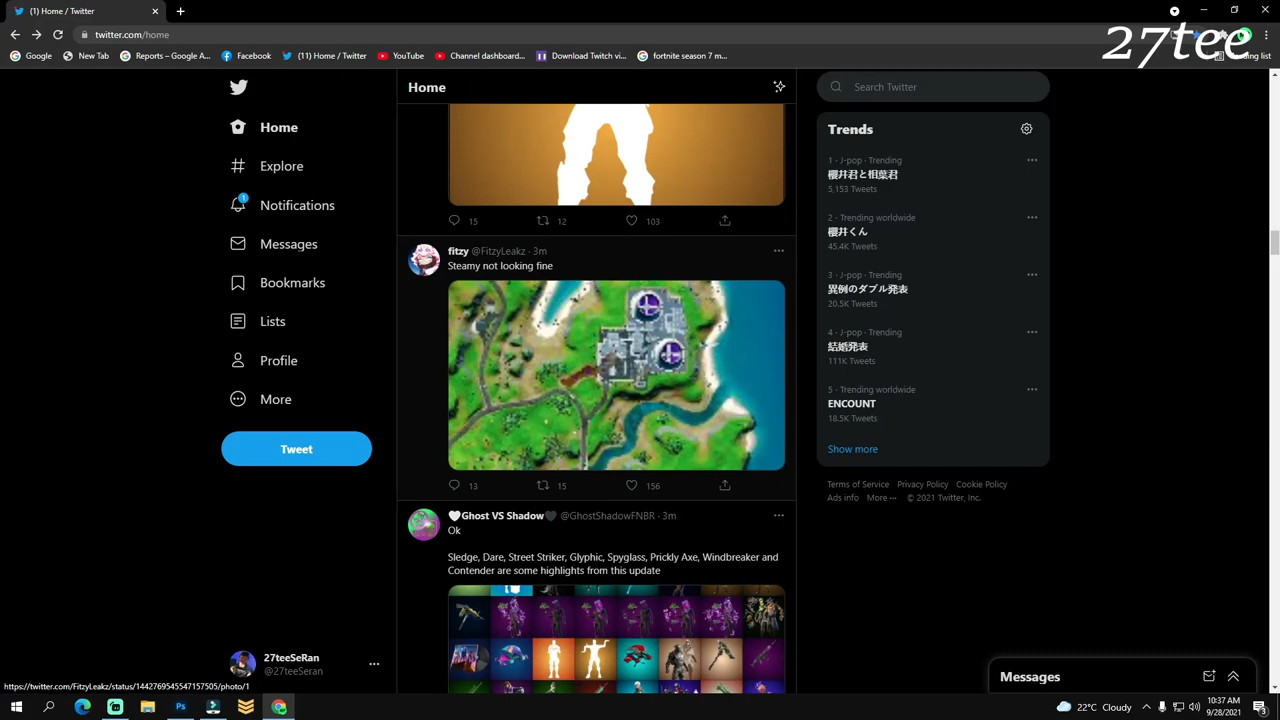 (1) Home / Twitter
twitter.com/home
27tee
Google
New Tab
Reports – Google A...
Facebook
(11) Home / Twitter
YouTube
Channel dashboard...
Download Twitch vi...
fortnite season 7 m...
Home
Search Twitter
Home
Explore
Notifications
1
Messages
Bookmarks
Lists
Profile
More
Tweet
15
12
103
fitzy @FitzyLeakz · 3m
Steamy not looking fine
13
15
156
Ghost VS Shadow @GhostShadowFNBR · 3m
Ok
Sledge, Dare, Street Striker, Glyphic, Spyglass, Prickly Axe, Windbreaker and
Contender are some highlights from this update
Trends
1 · J-pop · Trending
櫻井君と相葉君
5,153 Tweets
2 · Trending worldwide
櫻井くん
45.4K Tweets
3 · J-pop · Trending
異例のダブル発表
20.5K Tweets
4 · J-pop · Trending
結婚発表
111K Tweets
5 · Trending worldwide
ENCOUNT
18.5K Tweets
Show more
Terms of Service Privacy Policy Cookie Policy
Ads info More ··· © 2021 Twitter, Inc.
27teeSeRan
@27teeSeran
https://twitter.com/FitzyLeakz/status/1442769545547157505/photo/1
Messages
22°C Cloudy
10:37 AM
9/28/2021
3